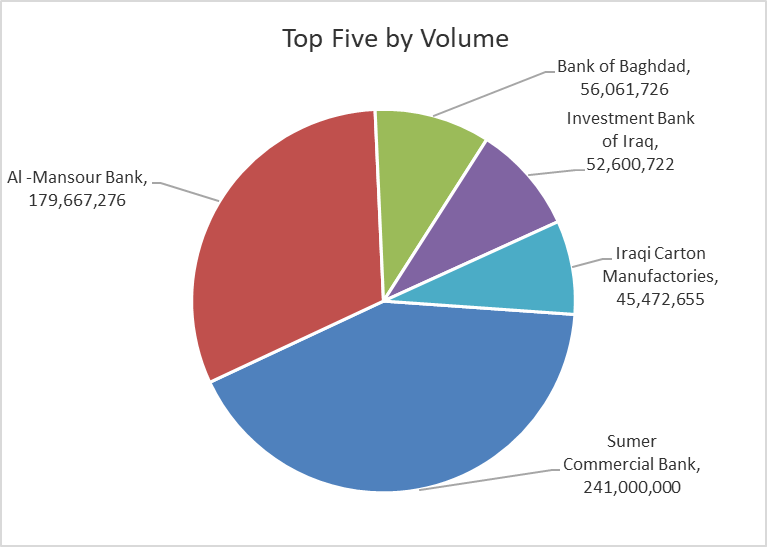 Top Five by Volume
Bank of Baghdad,
56,061,726
Investment Bank
of Iraq,
52,600,722
Al -Mansour Bank,
179,667,276
Iraqi Carton
Manufactories,
45,472,655
Sumer
Commercial Bank,
241,000,000